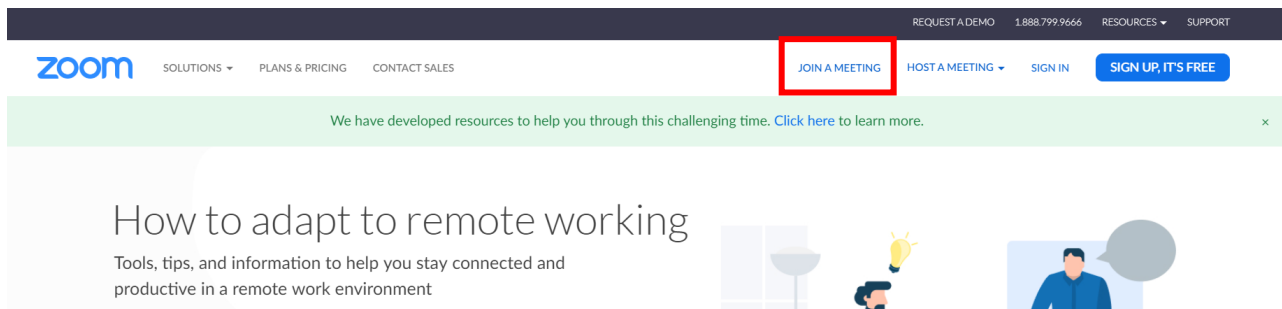 REQUEST A DEMO 1.888.799.9666 RESOURCES SUPPORT
zoom SOLUTIONS PLANS & PRICING CONTACT SALES JOIN A MEETING HOST A MEETING SIGN IN SIGN UP, IT'S FREE
We have developed resources to help you through this challenging time. Click here to learn more. ×
How to adapt to remote working
Tools, tips, and information to help you stay connected and
productive in a remote work environment